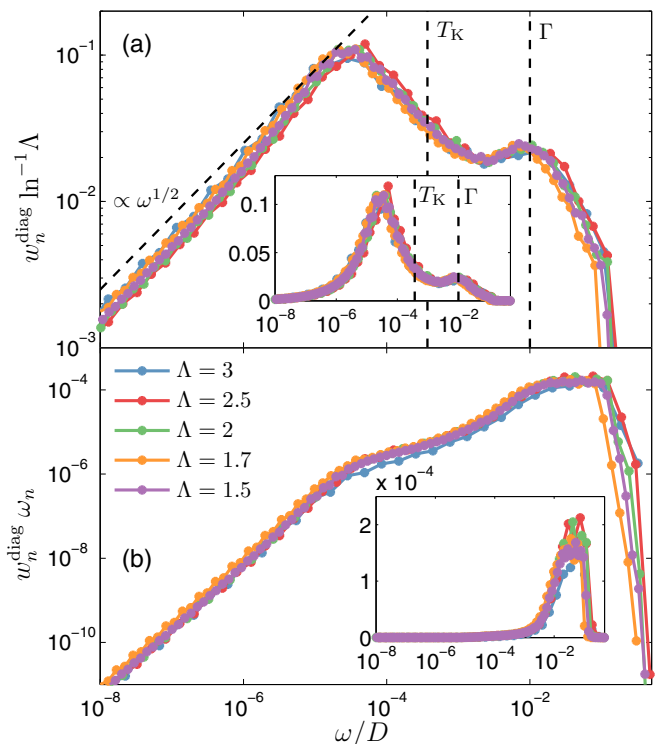 (a)
T_K
Γ
10^{-1}
10^{-2}
10^{-3}
w_n^{diag} ln^{-1} Λ
∝ ω^{1/2}
T_K
Γ
0.1
0.05
0
10^{-8} 10^{-6} 10^{-4} 10^{-2}
Λ = 3
Λ = 2.5
Λ = 2
Λ = 1.7
Λ = 1.5
10^{-4}
10^{-6}
10^{-8}
10^{-10}
w_n^{diag} ω_n
(b)
x 10^{-4}
2
1
0
10^{-8} 10^{-6} 10^{-4} 10^{-2}
10^{-8} 10^{-6} 10^{-4} 10^{-2}
ω/D